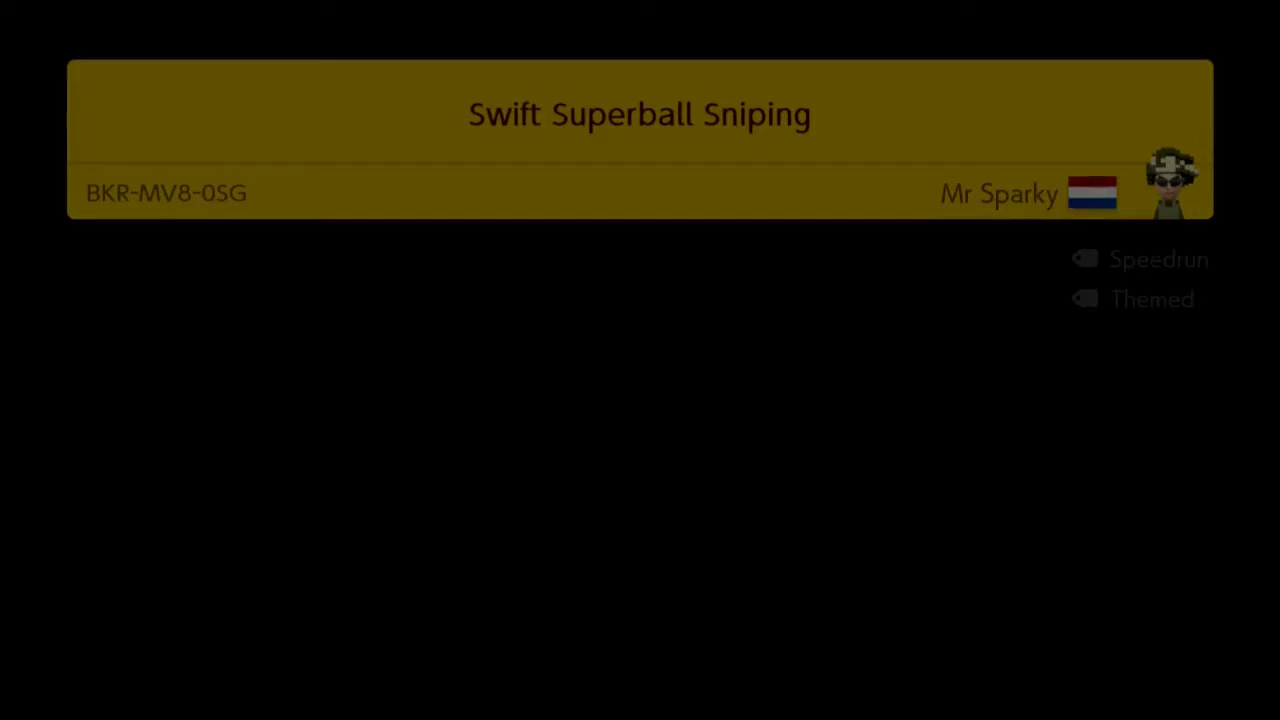 Swift Superball Sniping
BKR-MV8-0SG
Mr Sparky
Speedrun
Themed